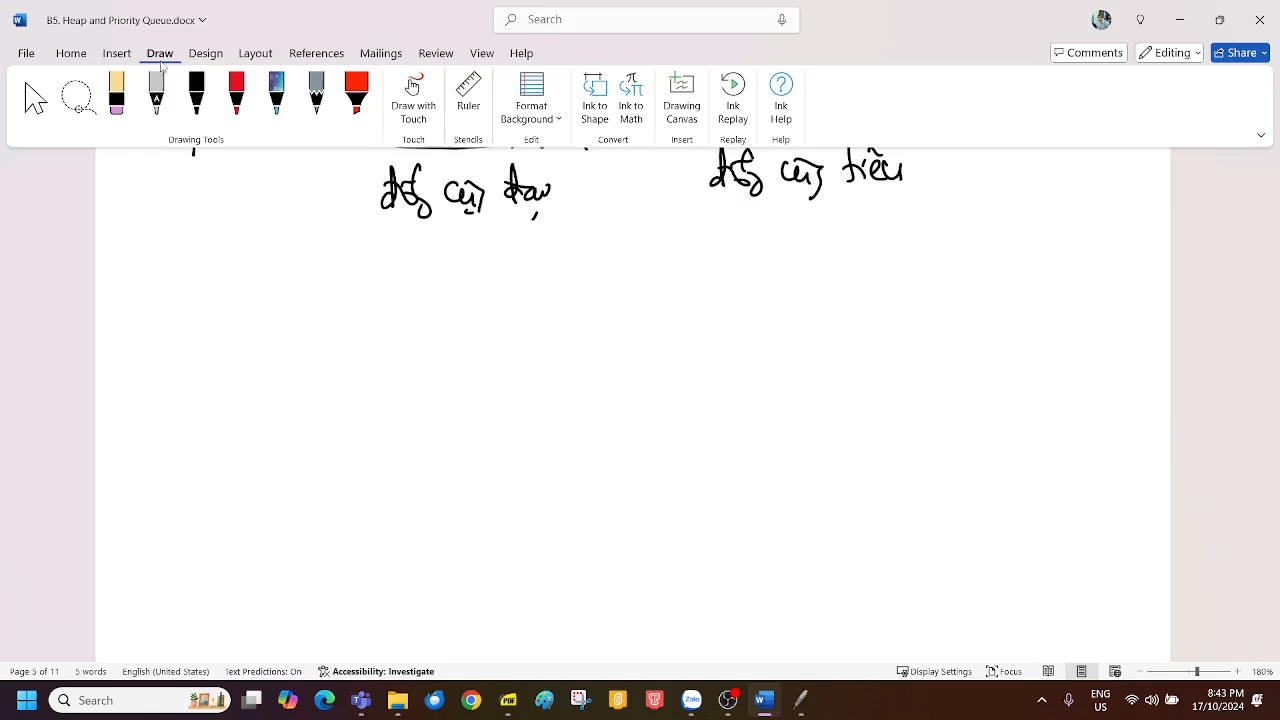 B5. Heap and Priority Queue.docx
Search
File Home Insert Draw Design Layout References Mailings Review View Help
Comments Editing Share
Draw with Touch
Ruler
Format Background
Ink to Shape
Ink to Math
Drawing Canvas
Ink Replay
Ink Help
Drawing Tools Touch Stencils Edit Convert Insert Replay Help
đống cực đại
đống cực tiểu
Page 5 of 11 5 words English (United States) Text Predictions: On Accessibility: Investigate Display Settings Focus 180%
Search
Zalo
ENG
US
8:43 PM
17/10/2024